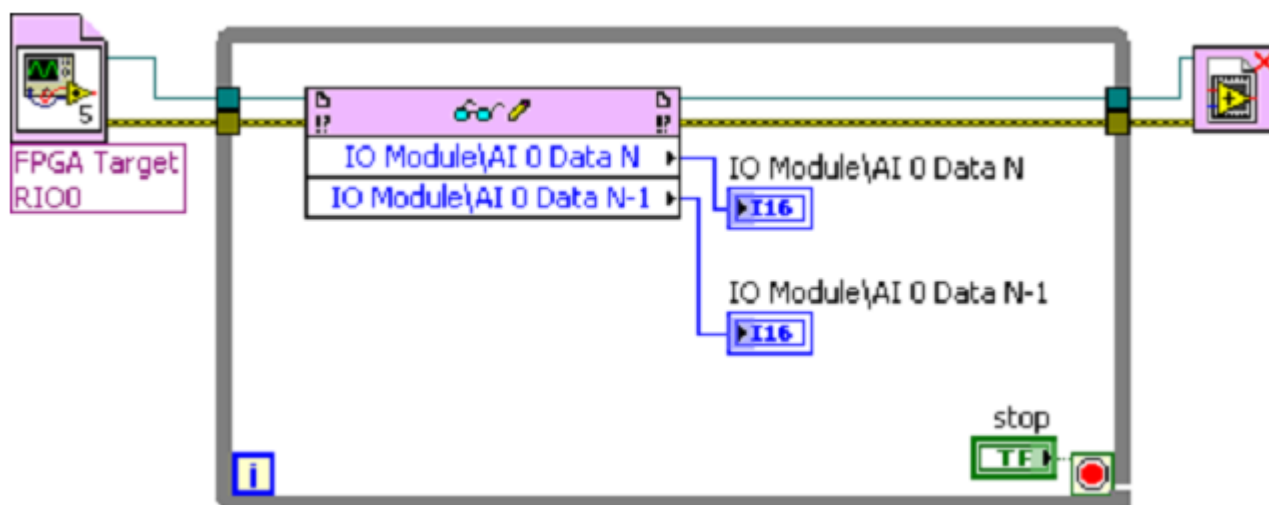 5
FPGA Target
RIO0
IO Module\AI 0 Data N
IO Module\AI 0 Data N-1
IO Module\AI 0 Data N
I16
IO Module\AI 0 Data N-1
I16
stop
TF
i